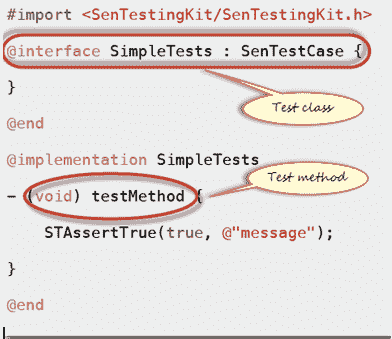 #import <SenTestingKit/SenTestingKit.h>
@interface SimpleTests : SenTestCase {
}
Test class
@end
@implementation SimpleTests
Test method
- (void) testMethod {
STAssertTrue(true, @"message");
}
@end